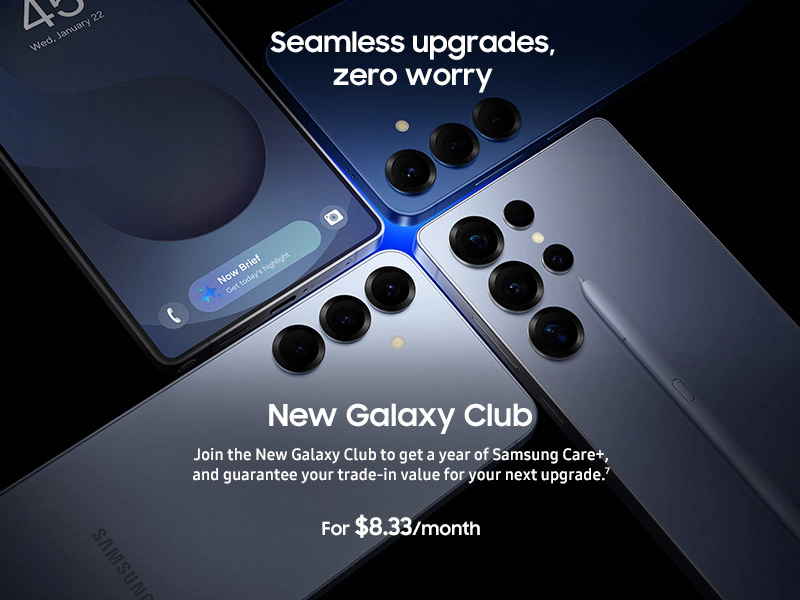 45
Wed, January 22
Seamless upgrades,
zero worry
Now Brief
Get today's highlight
New Galaxy Club
Join the New Galaxy Club to get a year of Samsung Care+,
and guarantee your trade-in value for your next upgrade.⁷
For $8.33/month
SAMSUNG